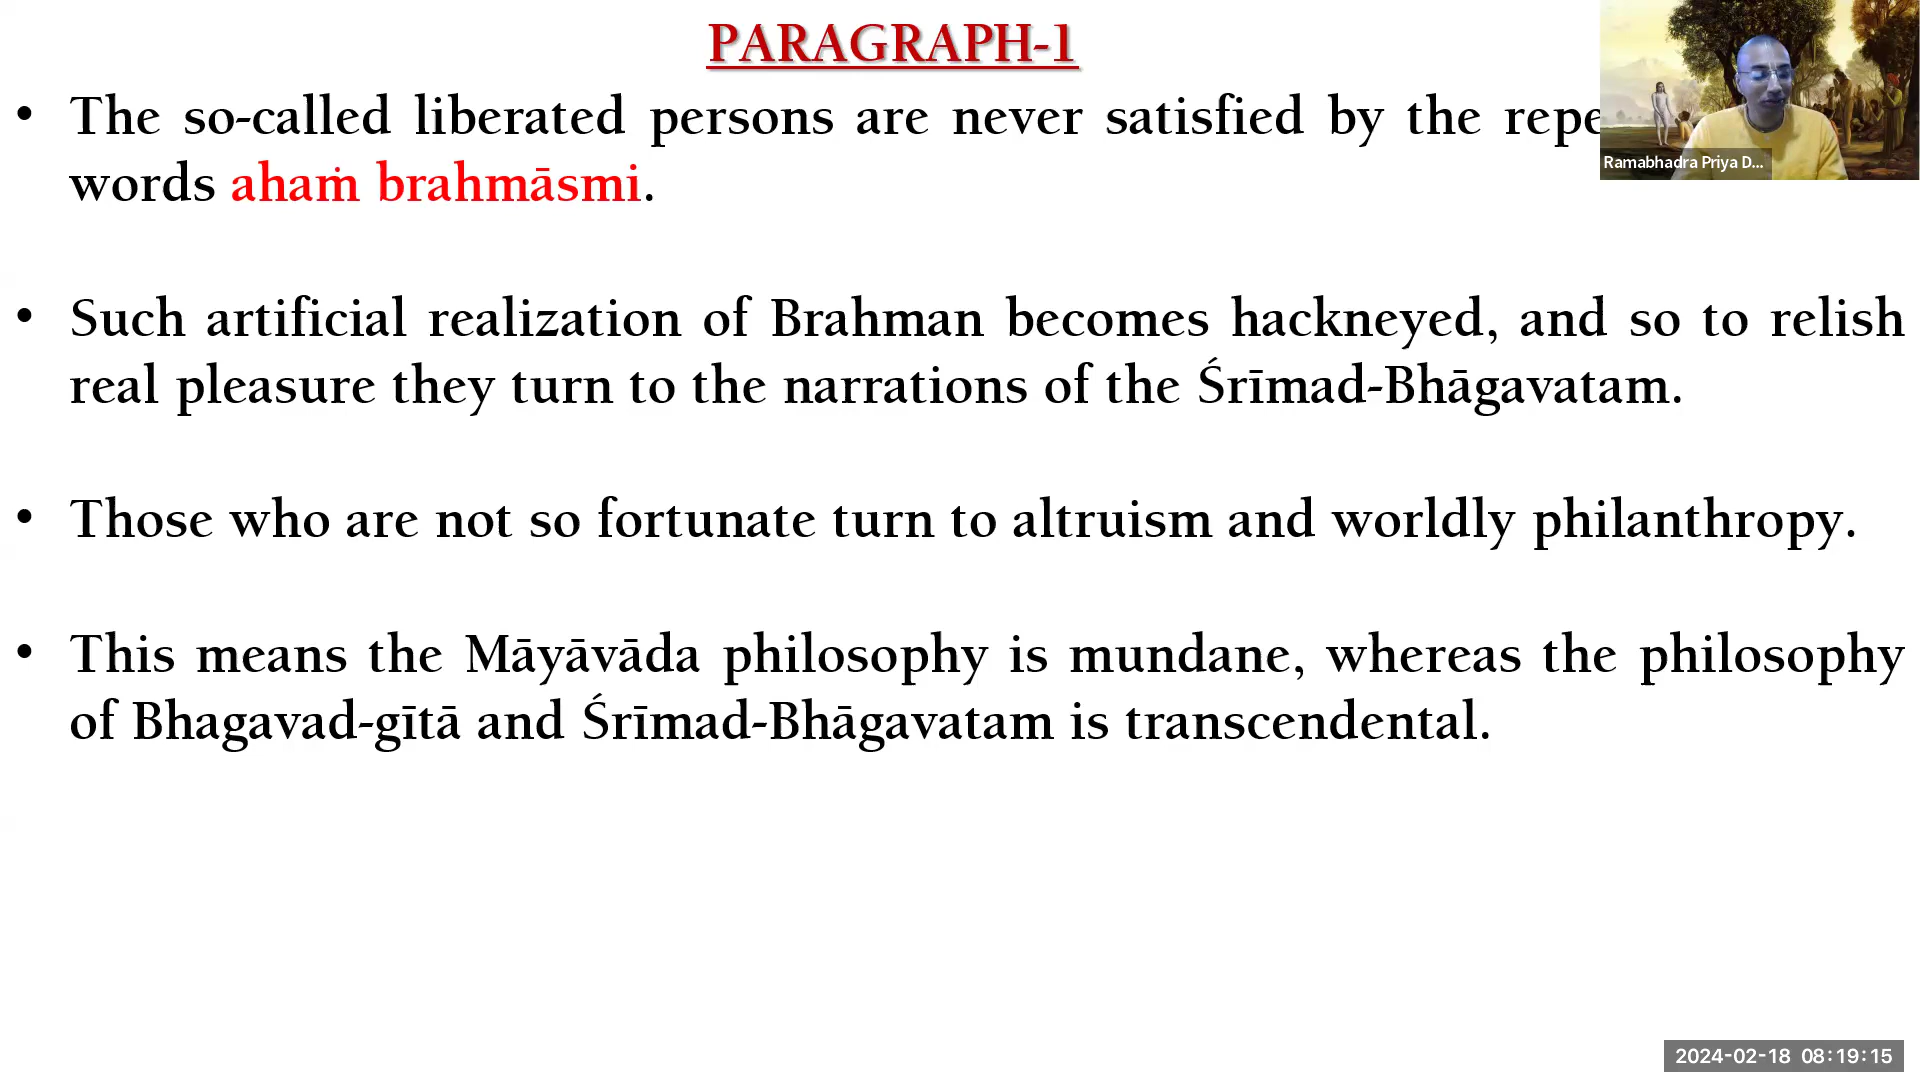 PARAGRAPH-1
• The so-called liberated persons are never satisfied by the
words ahaṁ brahmāsmi.
• Such artificial realization of Brahman becomes hackneyed, and so to relish
real pleasure they turn to the narrations of the Śrīmad-Bhāgavatam.
• Those who are not so fortunate turn to altruism and worldly philanthropy.
• This means the Māyāvāda philosophy is mundane, whereas the philosophy
of Bhagavad-gītā and Śrīmad-Bhāgavatam is transcendental.
Ramabhadra Priya D...
2024-02-18 08:19:15